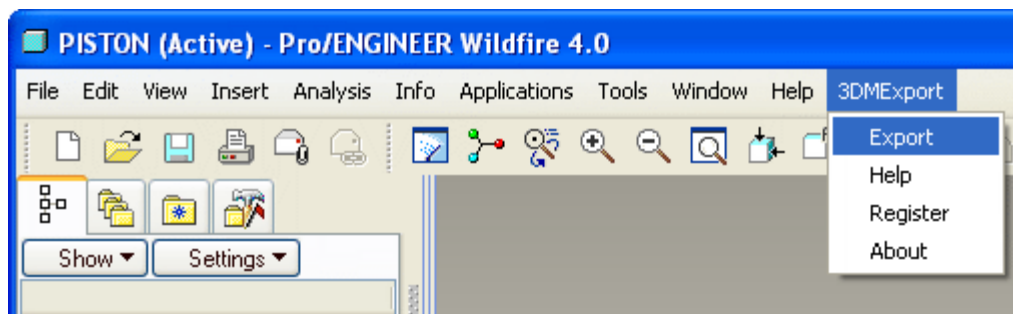 PISTON (Active) - Pro/ENGINEER Wildfire 4.0
File Edit View Insert Analysis Info Applications Tools Window Help 3DMExport
Export
Help
Register
About
Show Settings